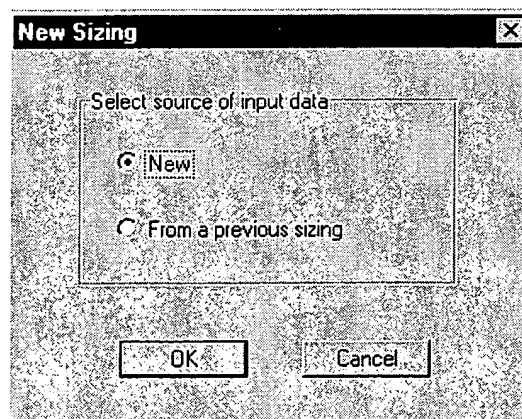 New Sizing
Select source of input data
New
From a previous sizing
OK
Cancel